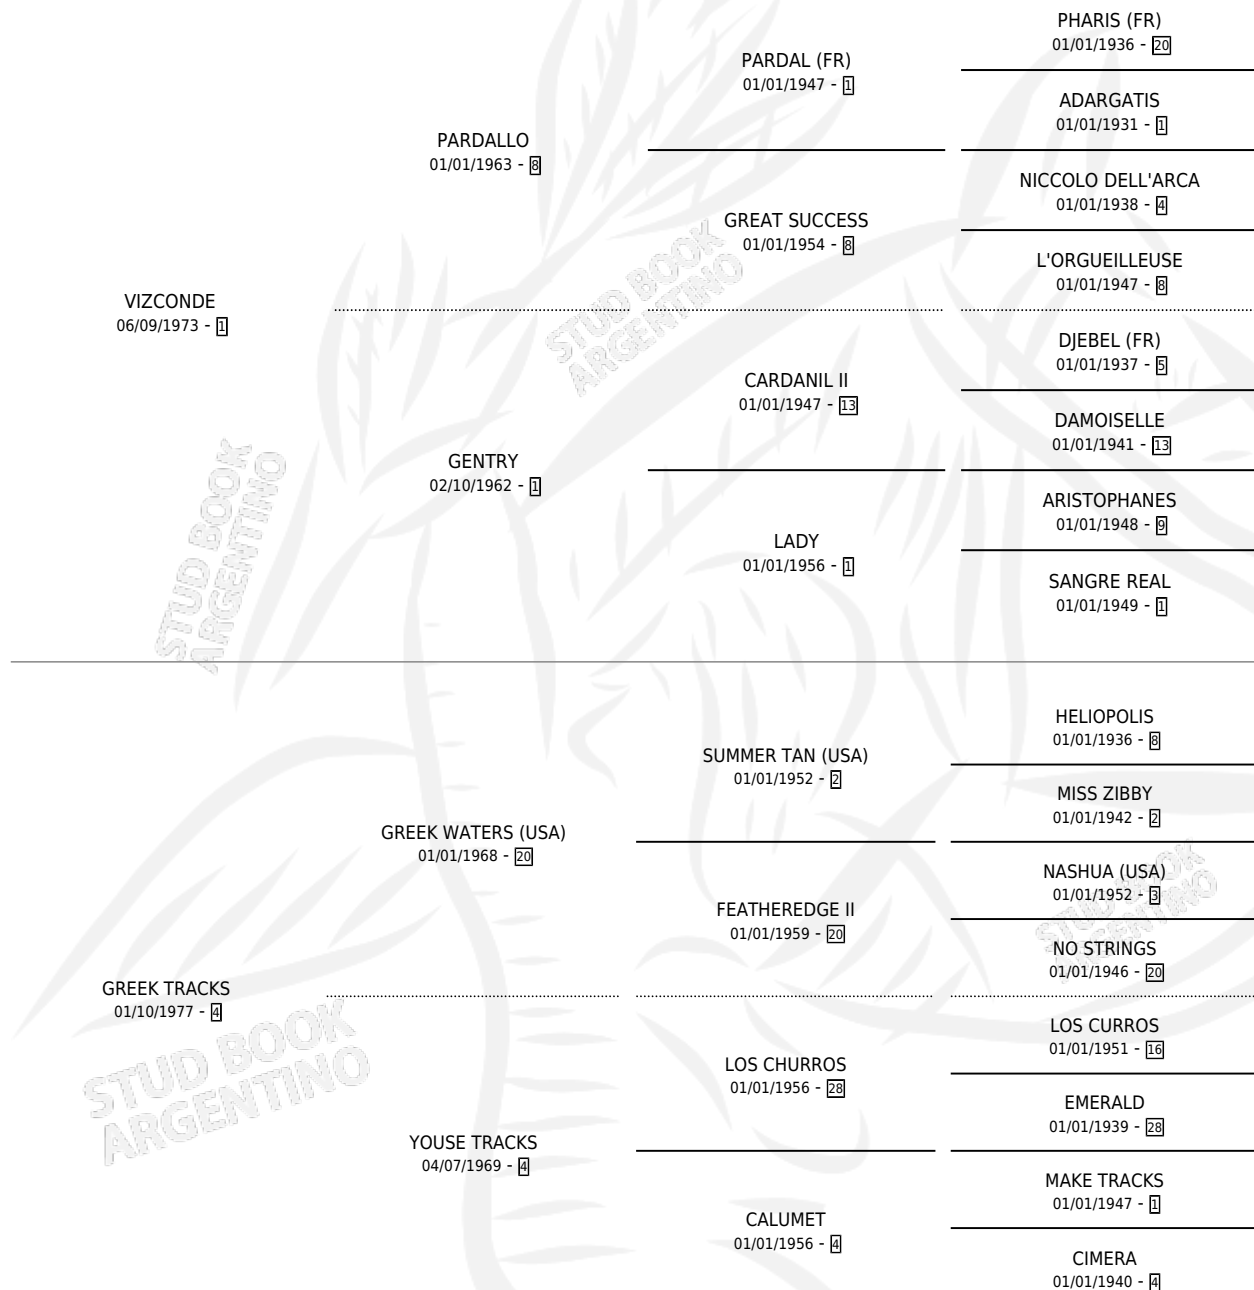 PHARIS (FR)
01/01/1936 - 20
PARDAL (FR)
01/01/1947 - 1
ADARGATIS
01/01/1931 - 1
PARDALLO
01/01/1963 - 8
NICCOLO DELL'ARCA
01/01/1938 - 4
GREAT SUCCESS
01/01/1954 - 8
L'ORGUEILLEUSE
01/01/1947 - 8
VIZCONDE
06/09/1973 - 1
STUD BOOK
ARGENTINO
DJEBEL (FR)
01/01/1937 - 5
CARDANIL II
01/01/1947 - 13
DAMOISELLE
01/01/1941 - 13
GENTRY
02/10/1962 - 1
ARISTOPHANES
01/01/1948 - 9
LADY
01/01/1956 - 1
SANGRE REAL
01/01/1949 - 1
STUD BOOK
ARGENTINO
HELIOPOLIS
01/01/1936 - 8
SUMMER TAN (USA)
01/01/1952 - 2
MISS ZIBBY
01/01/1942 - 2
GREEK WATERS (USA)
01/01/1968 - 20
NASHUA (USA)
01/01/1952 - 3
STUD BOOK
ARGENTINO
FEATHEREDGE II
01/01/1959 - 20
NO STRINGS
01/01/1946 - 20
GREEK TRACKS
01/10/1977 - 4
STUD BOOK
ARGENTINO
LOS CURROS
01/01/1951 - 16
LOS CHURROS
01/01/1956 - 28
EMERALD
01/01/1939 - 28
YOUSE TRACKS
04/07/1969 - 4
MAKE TRACKS
01/01/1947 - 1
CALUMET
01/01/1956 - 4
CIMERA
01/01/1940 - 4